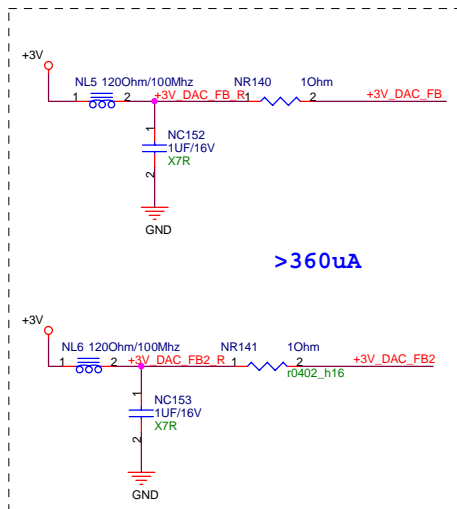 +3V
NL5 120Ohm/100Mhz
NR140
1Ohm
1
2
+3V_DAC_FB_R
1
2
+3V_DAC_FB
1
NC152
1UF/16V
X7R
2
GND
>360uA
+3V
NL6 120Ohm/100Mhz
NR141
1Ohm
1
2
+3V_DAC_FB2_R
1
2
+3V_DAC_FB2
r0402_h16
1
NC153
1UF/16V
X7R
2
GND